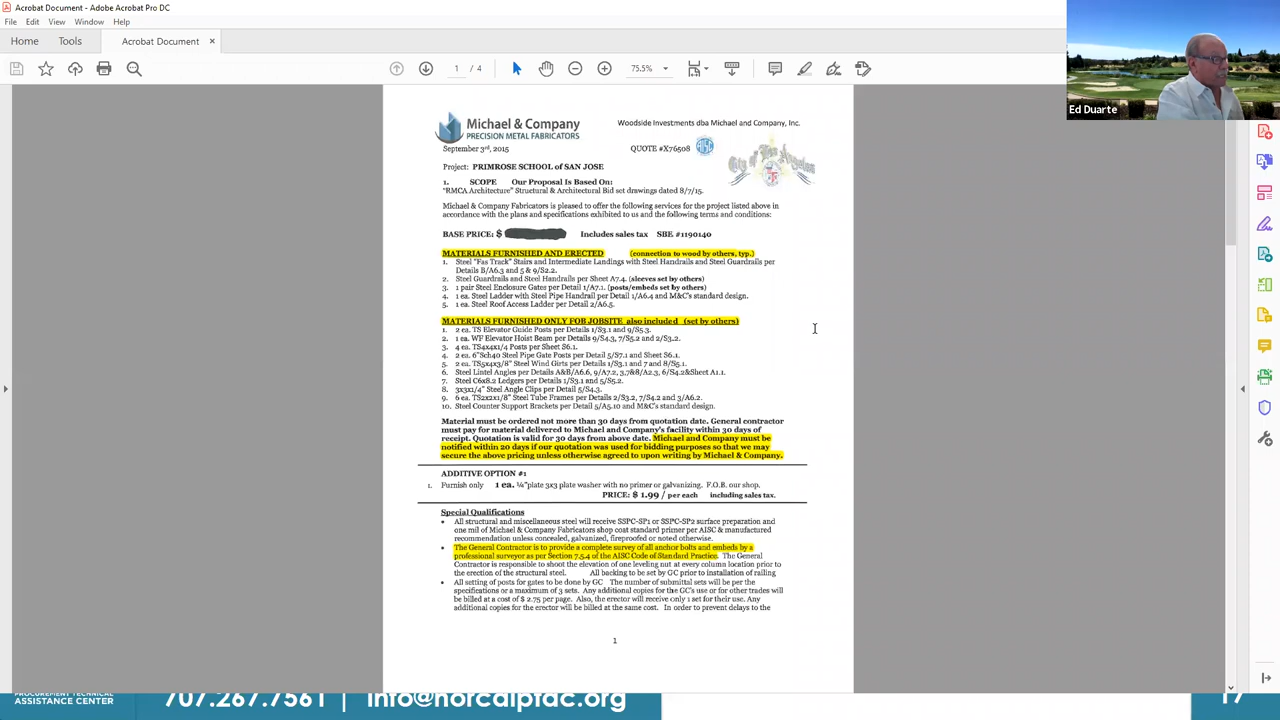 Acrobat Document - Adobe Acrobat Pro DC
File Edit View Window Help
Home Tools Acrobat Document ×
1 / 4 75.5%
Ed Duarte
Michael & Company
PRECISION METAL FABRICATORS
Woodside Investments dba Michael and Company, Inc.
September 3rd, 2015 QUOTE #X76508 AISC
City of Los Angeles
Project: PRIMROSE SCHOOL of SAN JOSE
1. SCOPE Our Proposal Is Based On:
"RMCA Architecture" Structural & Architectural Bid set drawings dated 8/7/15.
Michael & Company Fabricators is pleased to offer the following services for the project listed above in
accordance with the plans and specifications exhibited to us and the following terms and conditions:
BASE PRICE: $ Includes sales tax SBE #1190140
MATERIALS FURNISHED AND ERECTED (connection to wood by others, typ.)
1. Steel "Fas Track" Stairs and Intermediate Landings with Steel Handrails and Steel Guardrails per
Details B/A6.3 and 5 & 9/S2.2.
2. Steel Guardrails and Steel Handrails per Sheet A7.4. (sleeves set by others)
3. 1 pair Steel Enclosure Gates per Detail 1/A7.1. (posts/embeds set by others)
4. 1 ea. Steel Ladder with Steel Pipe Handrail per Detail 1/A6.4 and M&C's standard design.
5. 1 ea. Steel Roof Access Ladder per Detail 2/A6.5.
MATERIALS FURNISHED ONLY FOB JOBSITE also included (set by others)
1. 2 ea. TS Elevator Guide Posts per Details 1/S3.1 and 9/S5.3.
2. 1 ea. WF Elevator Hoist Beam per Details 9/S4.3, 7/S5.2 and 2/S3.2.
3. 4 ea. TS4x4x1/4 Posts per Sheet S6.1.
4. 2 ea. 6"Sch40 Steel Pipe Gate Posts per Detail 5/S7.1 and Sheet S6.1.
5. 2 ea. TS5x4x3/8" Steel Wind Girts per Details 1/S3.1 and 7 and 8/S5.1.
6. Steel Lintel Angles per Details A&B/A6.6, 9/A7.2, 3,7&8/A2.3, 6/S4.2&Sheet A1.1.
7. Steel C6x8.2 Ledgers per Details 1/S3.1 and 5/S5.2.
8. 3x3x1/4" Steel Angle Clips per Detail 5/S4.3.
9. 6 ea. TS2x2x1/8" Steel Tube Frames per Details 2/S3.2, 7/S4.2 and 3/A6.2.
10. Steel Counter Support Brackets per Detail 5/A5.10 and M&C's standard design.
Material must be ordered not more than 30 days from quotation date. General contractor
must pay for material delivered to Michael and Company's facility within 30 days of
receipt. Quotation is valid for 30 days from above date. Michael and Company must be
notified within 20 days if our quotation was used for bidding purposes so that we may
secure the above pricing unless otherwise agreed to upon writing by Michael & Company.
ADDITIVE OPTION #1
1. Furnish only 1 ea. ¼"plate 3x3 plate washer with no primer or galvanizing. F.O.B. our shop.
PRICE: $ 1.99 / per each including sales tax.
Special Qualifications
• All structural and miscellaneous steel will receive SSPC-SP1 or SSPC-SP2 surface preparation and
one mil of Michael & Company Fabricators shop coat standard primer per AISC & manufactured
recommendation unless concealed, galvanized, fireproofed or noted otherwise.
• The General Contractor is to provide a complete survey of all anchor bolts and embeds by a
professional surveyor as per Section 7.5.4 of the AISC Code of Standard Practice. The General
Contractor is responsible to shoot the elevation of one leveling nut at every column location prior to
the erection of the structural steel. All backing to be set by GC prior to installation of railing
• All setting of posts for gates to be done by GC The number of submittal sets will be per the
specifications or a maximum of 3 sets. Any additional copies for the GC's use or for other trades will
be billed at a cost of $ 2.75 per page. Also, the erector will receive only 1 set for their use. Any
additional copies for the erector will be billed at the same cost. In order to prevent delays to the
1
PROCUREMENT TECHNICAL
ASSISTANCE CENTER
707.267.7561 | info@norcalptac.org
17